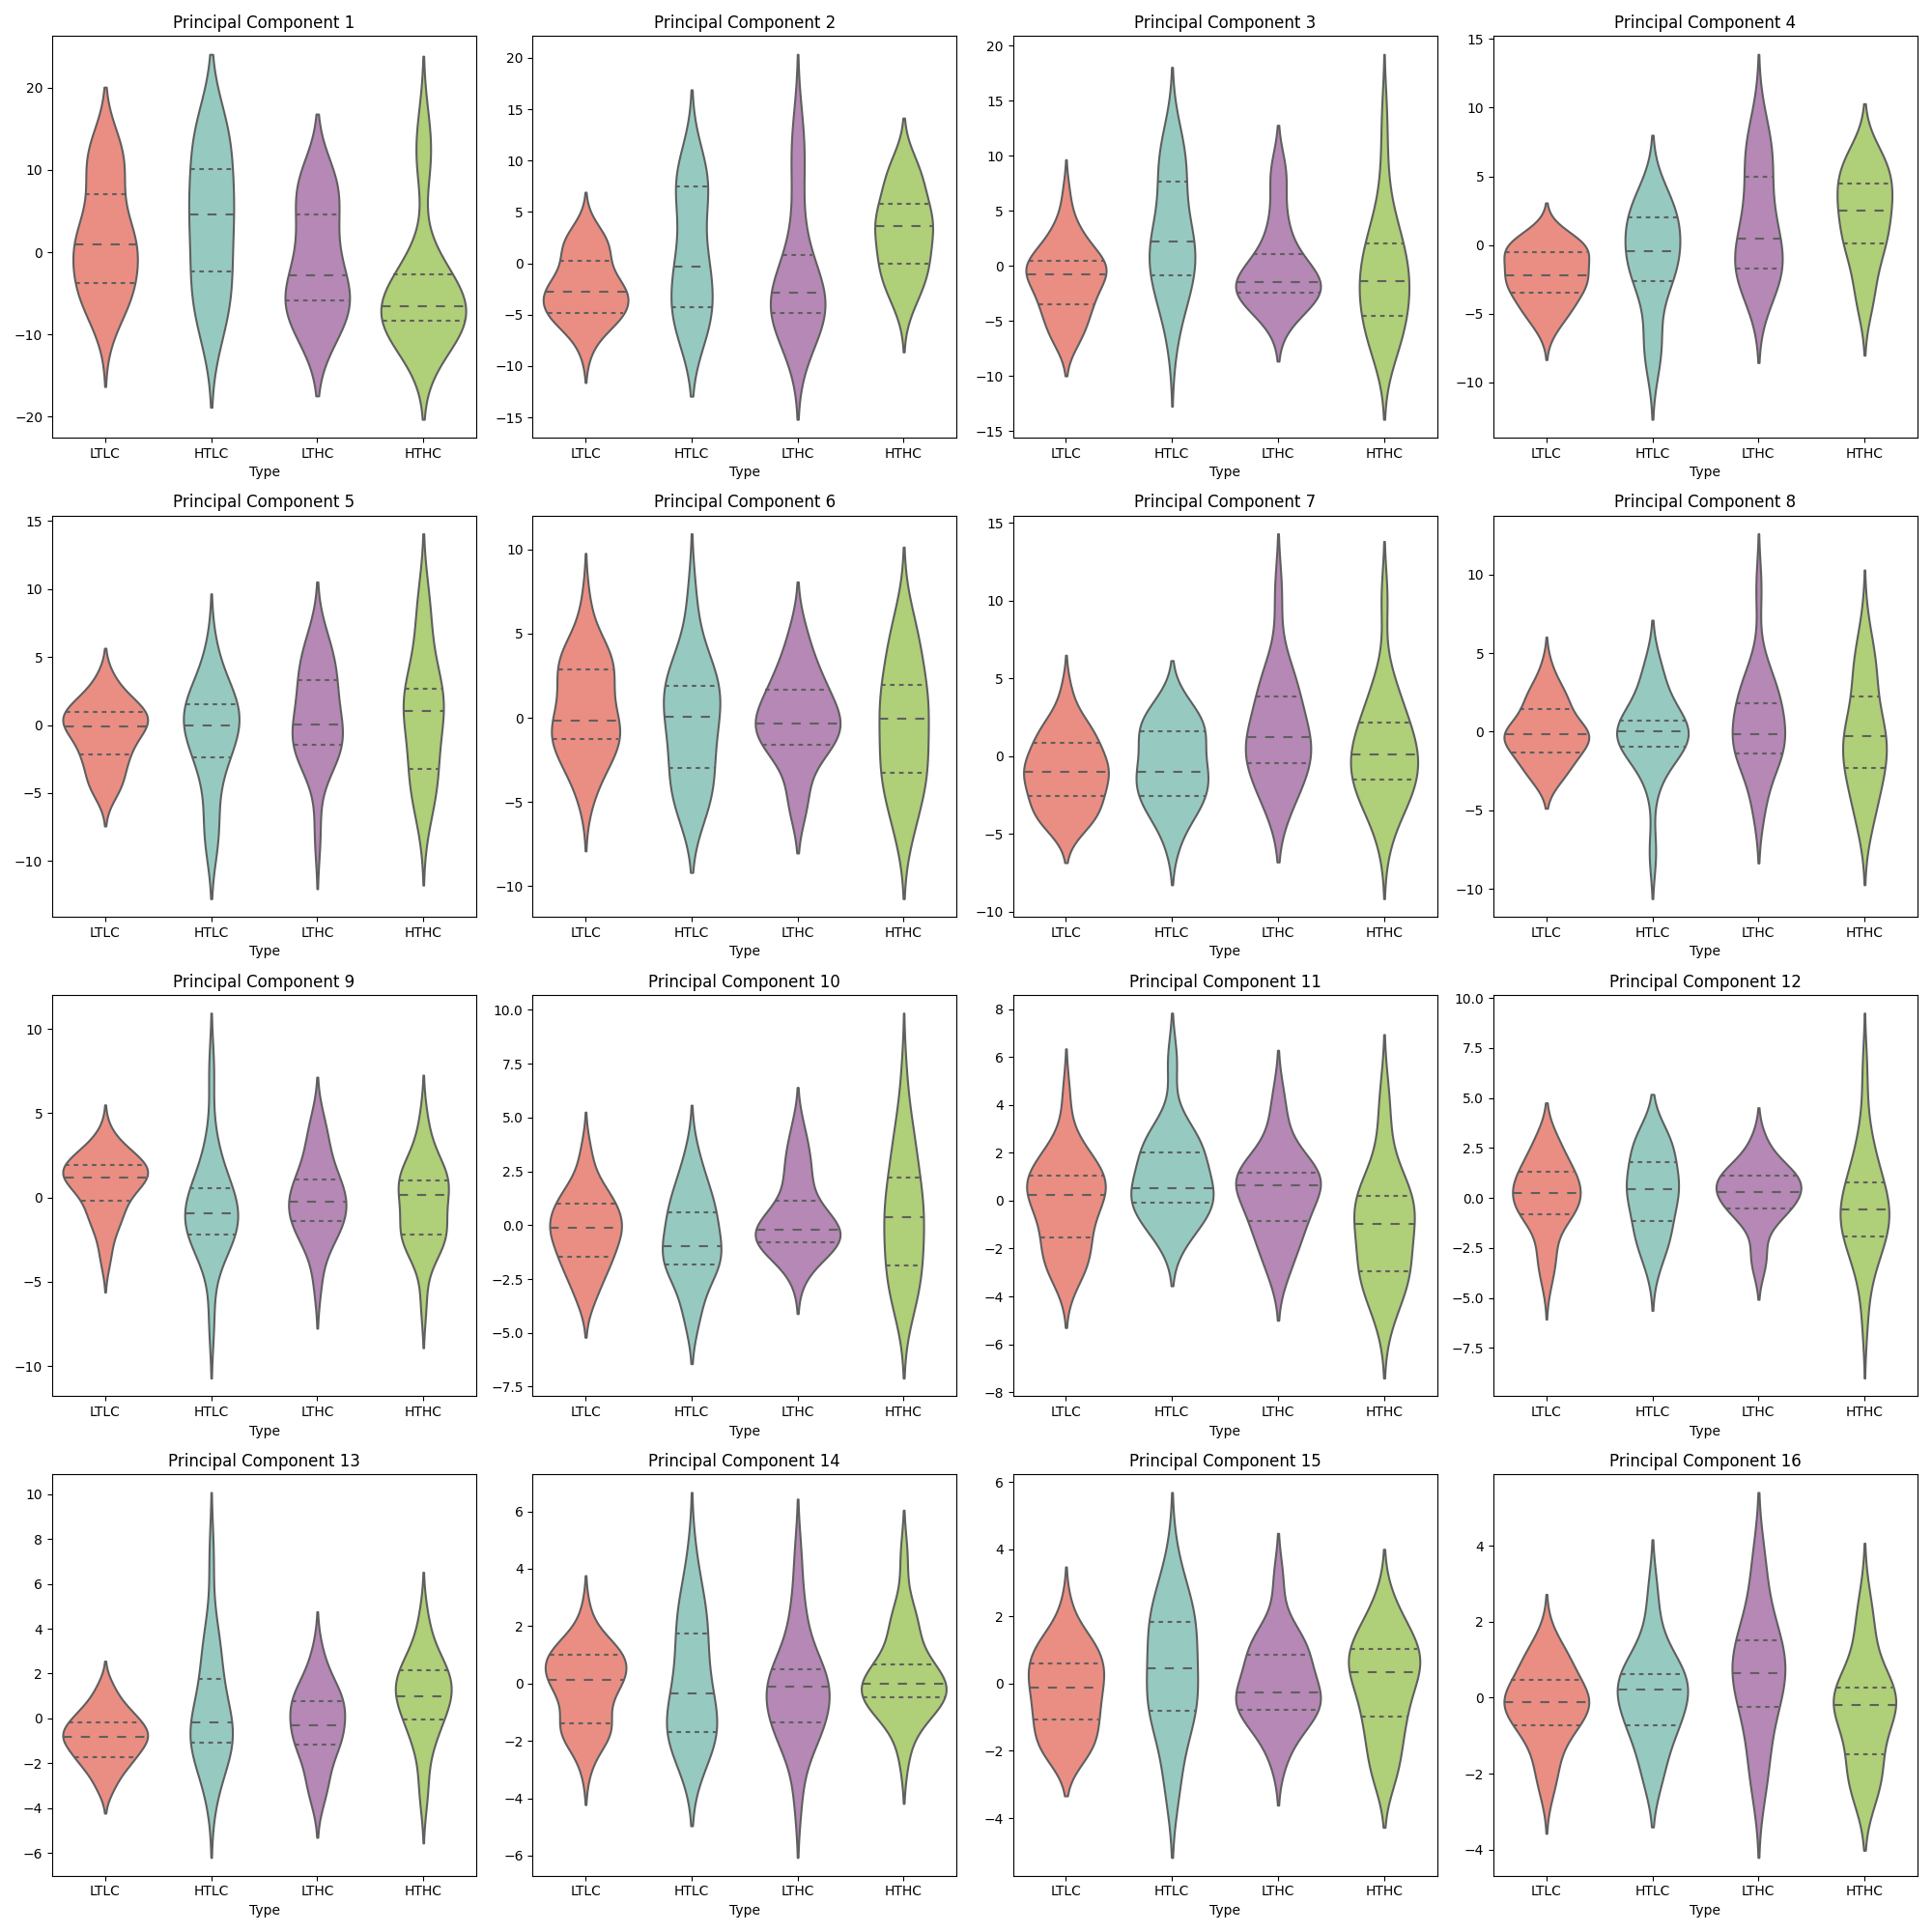 Principal Component 1 Principal Component 2 Principal Component 3 Principal Component 4
20 10 0 −10 −20
20 15 10 5 0 −5 −10 −15
20 15 10 5 0 −5 −10 −15
15 10 5 0 −5 −10
LTLC HTLC LTHC HTHC LTLC HTLC LTHC HTHC LTLC HTLC LTHC HTHC LTLC HTLC LTHC HTHC
Type Type Type Type
Principal Component 5 Principal Component 6 Principal Component 7 Principal Component 8
15 10 5 0 −5 −10
10 5 0 −5 −10
15 10 5 0 −5 −10
10 5 0 −5 −10
LTLC HTLC LTHC HTHC LTLC HTLC LTHC HTHC LTLC HTLC LTHC HTHC LTLC HTLC LTHC HTHC
Type Type Type Type
Principal Component 9 Principal Component 10 Principal Component 11 Principal Component 12
10 5 0 −5 −10
10.0 7.5 5.0 2.5 0.0 −2.5 −5.0 −7.5
8 6 4 2 0 −2 −4 −6 −8
10.0 7.5 5.0 2.5 0.0 −2.5 −5.0 −7.5
LTLC HTLC LTHC HTHC LTLC HTLC LTHC HTHC LTLC HTLC LTHC HTHC LTLC HTLC LTHC HTHC
Type Type Type Type
Principal Component 13 Principal Component 14 Principal Component 15 Principal Component 16
10 8 6 4 2 0 −2 −4 −6
6 4 2 0 −2 −4 −6
6 4 2 0 −2 −4
4 2 0 −2 −4
LTLC HTLC LTHC HTHC LTLC HTLC LTHC HTHC LTLC HTLC LTHC HTHC LTLC HTLC LTHC HTHC
Type Type Type Type